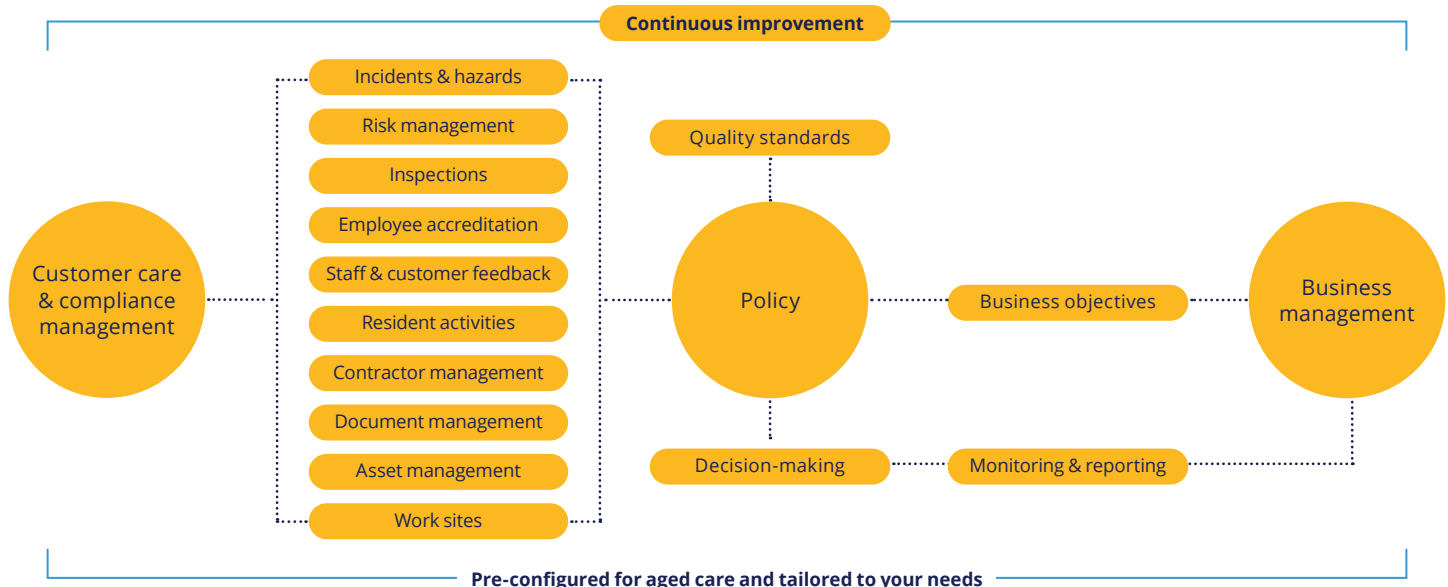 Continuous improvement
Incidents & hazards
Risk management
Inspections
Employee accreditation
Staff & customer feedback
Resident activities
Contractor management
Document management
Asset management
Work sites
Customer care
& compliance
management
Quality standards
Policy
Decision-making
Business objectives
Monitoring & reporting
Business
management
Pre-configured for aged care and tailored to your needs